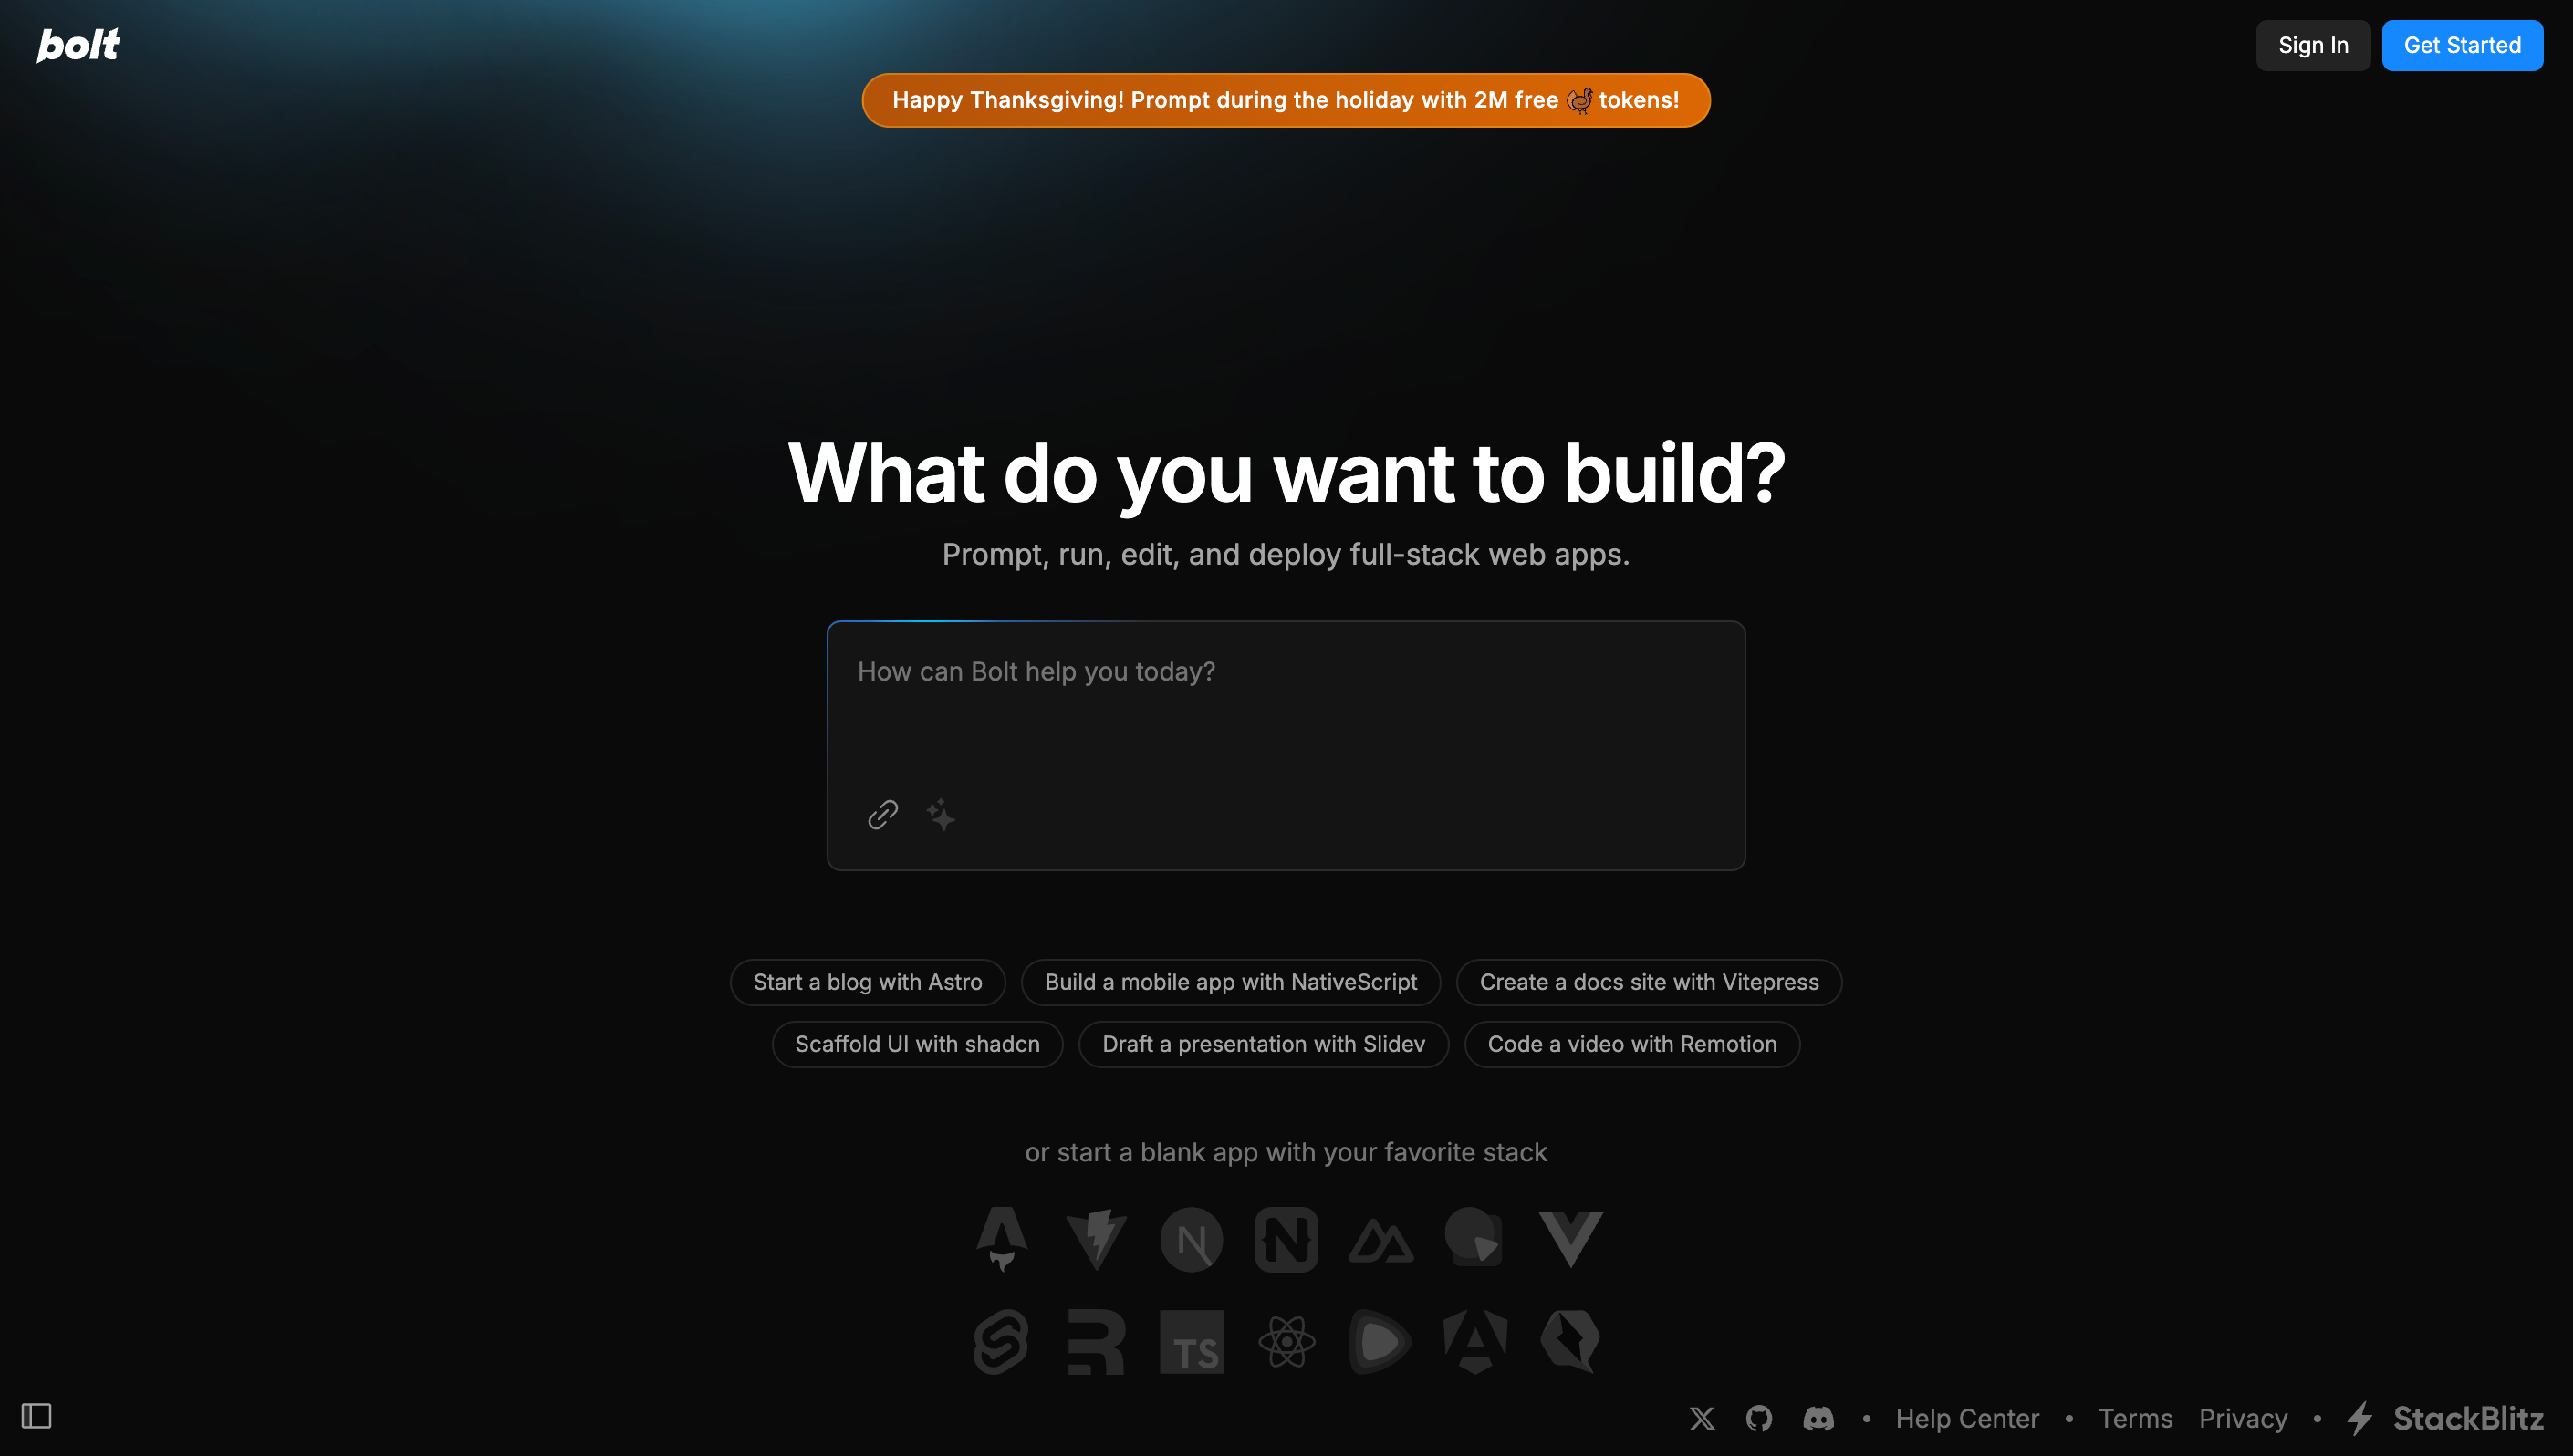 bolt
Sign In
Get Started
Happy Thanksgiving! Prompt during the holiday with 2M free 🦃 tokens!
What do you want to build?
Prompt, run, edit, and deploy full-stack web apps.
How can Bolt help you today?
Start a blog with Astro
Build a mobile app with NativeScript
Create a docs site with Vitepress
Scaffold UI with shadcn
Draft a presentation with Slidev
Code a video with Remotion
or start a blank app with your favorite stack
N
N
TS
Help Center
Terms
Privacy
StackBlitz